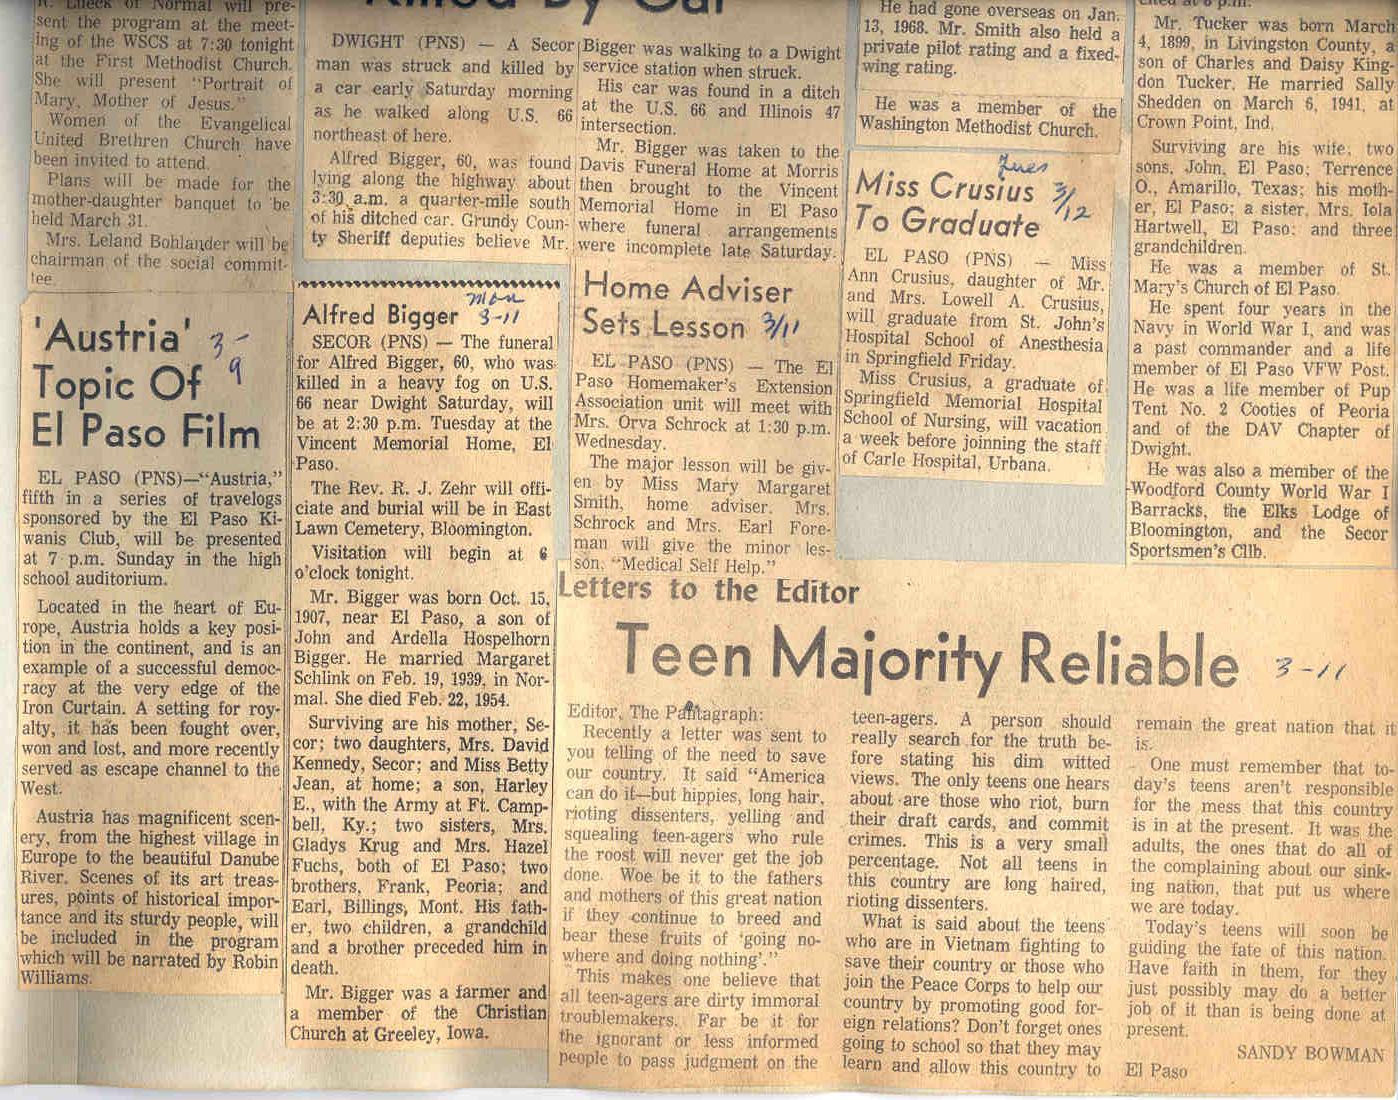 R. Lueck of Normal will pre-
sent the program at the meet-
ing of the WSCS at 7:30 tonight
at the First Methodist Church.
She will present "Portrait of
Mary, Mother of Jesus."
Women of the Evangelical
United Brethren Church have
been invited to attend.
Plans will be made for the
mother-daughter banquet to be
held March 31.
Mrs. Leland Bohlander will be
chairman of the social commit-
tee.
'Austria' 3-
Topic Of 9
El Paso Film
EL PASO (PNS)—"Austria,"
fifth in a series of travelogs
sponsored by the El Paso Ki-
wanis Club, will be presented
at 7 p.m. Sunday in the high
school auditorium.
Located in the heart of Eu-
rope, Austria holds a key posi-
tion in the continent, and is an
example of a successful democ-
racy at the very edge of the
Iron Curtain. A setting for roy-
alty, it has been fought over,
won and lost, and more recently
served as escape channel to the
West.
Austria has magnificent scen-
ery, from the highest village in
Europe to the beautiful Danube
River. Scenes of its art treas-
ures, points of historical impor-
tance and its sturdy people, will
be included in the program
which will be narrated by Robin
Williams.
Killed By Car
DWIGHT (PNS) — A Secor
man was struck and killed by
a car early Saturday morning
as he walked along U.S. 66
northeast of here.
Alfred Bigger, 60, was found
lying along the highway about
3:30 a.m. a quarter-mile south
of his ditched car. Grundy Coun-
ty Sheriff deputies believe Mr.
Bigger was walking to a Dwight
service station when struck.
His car was found in a ditch
at the U.S. 66 and Illinois 47
intersection.
Mr. Bigger was taken to the
Davis Funeral Home at Morris
then brought to the Vincent
Memorial Home in El Paso
where funeral arrangements
were incomplete late Saturday.
Mon
Alfred Bigger 3-11
SECOR (PNS) — The funeral
for Alfred Bigger, 60, who was
killed in a heavy fog on U.S.
66 near Dwight Saturday, will
be at 2:30 p.m. Tuesday at the
Vincent Memorial Home, El
Paso.
The Rev. R. J. Zehr will offi-
ciate and burial will be in East
Lawn Cemetery, Bloomington.
Visitation will begin at 6
o'clock tonight.
Mr. Bigger was born Oct. 15,
1907, near El Paso, a son of
John and Ardella Hospelhorn
Bigger. He married Margaret
Schlink on Feb. 19, 1939, in Nor-
mal. She died Feb. 22, 1954.
Surviving are his mother, Se-
cor; two daughters, Mrs. David
Kennedy, Secor; and Miss Betty
Jean, at home; a son, Harley
E., with the Army at Ft. Camp-
bell, Ky.; two sisters, Mrs.
Gladys Krug and Mrs. Hazel
Fuchs, both of El Paso; two
brothers, Frank, Peoria; and
Earl, Billings, Mont. His fath-
er, two children, a grandchild
and a brother preceded him in
death.
Mr. Bigger was a farmer and
a member of the Christian
Church at Greeley, Iowa.
Home Adviser
Sets Lesson 3/11
EL PASO (PNS) — The El
Paso Homemaker's Extension
Association unit will meet with
Mrs. Orva Schrock at 1:30 p.m.
Wednesday.
The major lesson will be giv-
en by Miss Mary Margaret
Smith, home adviser. Mrs.
Schrock and Mrs. Earl Fore-
man will give the minor les-
son, "Medical Self Help."
He had gone overseas on Jan.
13, 1968. Mr. Smith also held a
private pilot rating and a fixed-
wing rating.
He was a member of the
Washington Methodist Church.
Tues
Miss Crusius 3/12
To Graduate
EL PASO (PNS) — Miss
Ann Crusius, daughter of Mr.
and Mrs. Lowell A. Crusius,
will graduate from St. John's
Hospital School of Anesthesia
in Springfield Friday.
Miss Crusius, a graduate of
Springfield Memorial Hospital
School of Nursing, will vacation
a week before joinning the staff
of Carle Hospital, Urbana.
at 8 p.m.
Mr. Tucker was born March
4, 1899, in Livingston County, a
son of Charles and Daisy King-
don Tucker. He married Sally
Shedden on March 6, 1941, at
Crown Point, Ind.
Surviving are his wife; two
sons, John, El Paso; Terrence
O., Amarillo, Texas; his moth-
er, El Paso; a sister, Mrs. Iola
Hartwell, El Paso; and three
grandchildren.
He was a member of St.
Mary's Church of El Paso.
He spent four years in the
Navy in World War I, and was
a past commander and a life
member of El Paso VFW Post.
He was a life member of Pup
Tent No. 2 Cooties of Peoria
and of the DAV Chapter of
Dwight.
He was also a member of the
Woodford County World War I
Barracks, the Elks Lodge of
Bloomington, and the Secor
Sportsmen's Cllb.
Letters to the Editor
Teen Majority Reliable 3-11
Editor, The Pantagraph:
Recently a letter was sent to
you telling of the need to save
our country. It said "America
can do it—but hippies, long hair,
rioting dissenters, yelling and
squealing teen-agers who rule
the roost will never get the job
done. Woe be it to the fathers
and mothers of this great nation
if they continue to breed and
bear these fruits of 'going no-
where and doing nothing'."
This makes one believe that
all teen-agers are dirty immoral
troublemakers. Far be it for
the ignorant or less informed
people to pass judgment on the
teen-agers. A person should
really search for the truth be-
fore stating his dim witted
views. The only teens one hears
about are those who riot, burn
their draft cards, and commit
crimes. This is a very small
percentage. Not all teens in
this country are long haired,
rioting dissenters.
What is said about the teens
who are in Vietnam fighting to
save their country or those who
join the Peace Corps to help our
country by promoting good for-
eign relations? Don't forget ones
going to school so that they may
learn and allow this country to
remain the great nation that it
is.
One must remember that to-
day's teens aren't responsible
for the mess that this country
is in at the present. It was the
adults, the ones that do all of
the complaining about our sink-
ing nation, that put us where
we are today.
Today's teens will soon be
guiding the fate of this nation.
Have faith in them, for they
just possibly may do a better
job of it than is being done at
present.
SANDY BOWMAN
El Paso